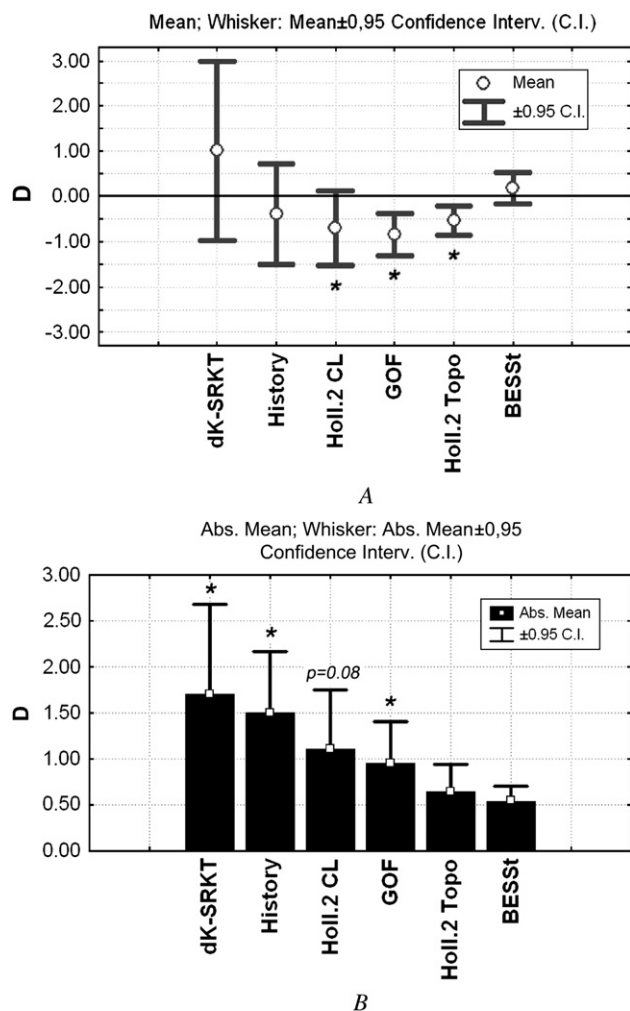 Mean; Whisker: Mean±0,95 Confidence Interv. (C.I.)
3.00
2.00
1.00
0.00
-1.00
-2.00
-3.00
D
Mean
±0.95 C.I.
*
*
*
dK-SRKT
History
Holl.2 CL
GOF
Holl.2 Topo
BESSt
A
Abs. Mean; Whisker: Abs. Mean±0,95
Confidence Interv. (C.I.)
3.00
2.50
2.00
1.50
1.00
0.50
0.00
D
Abs. Mean
±0.95 C.I.
*
*
p=0.08
*
dK-SRKT
History
Holl.2 CL
GOF
Holl.2 Topo
BESSt
B